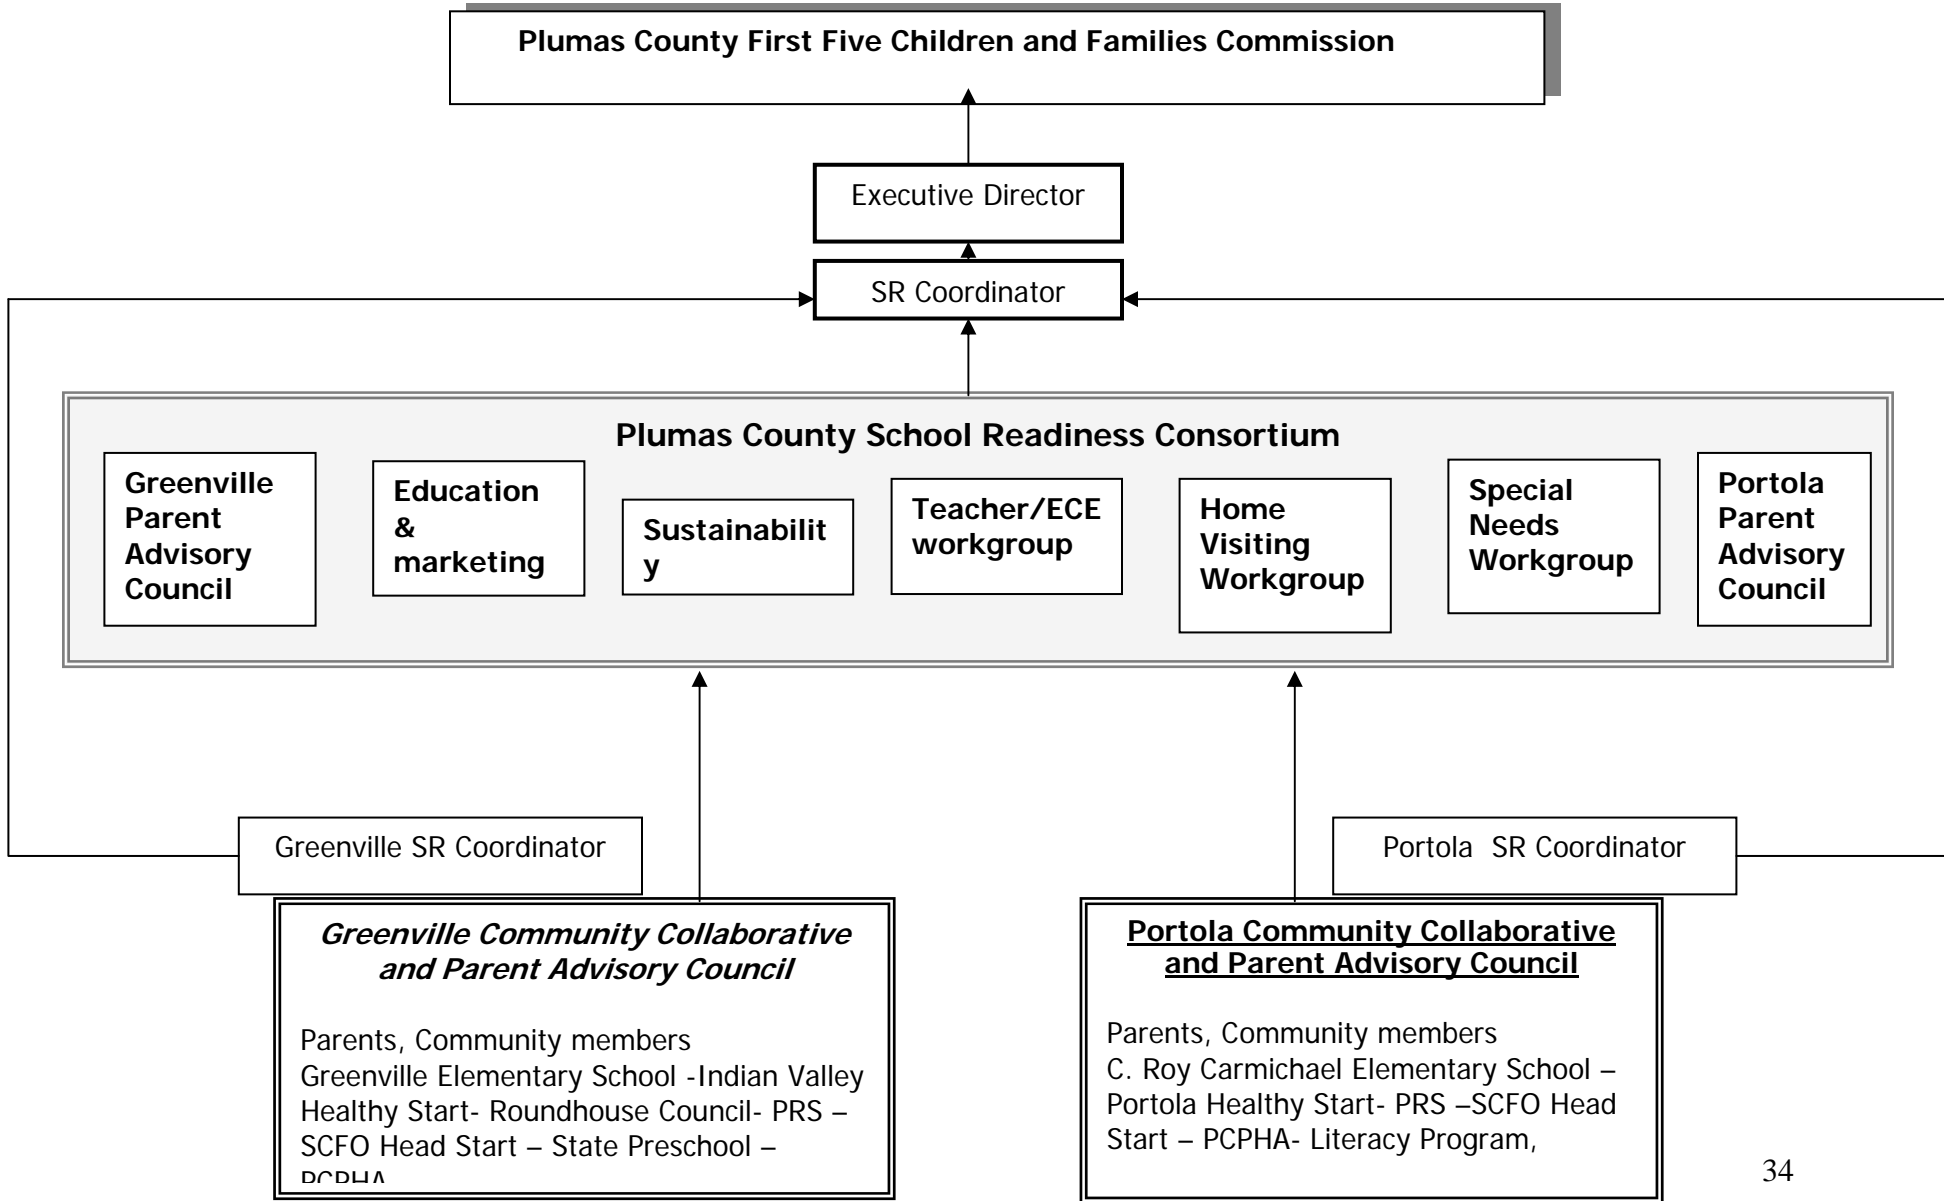 Plumas County First Five Children and Families Commission
Executive Director
SR Coordinator
Plumas County School Readiness Consortium
Greenville
Parent
Advisory
Council
Education
&
marketing
Sustainabilit
y
Teacher/ECE
workgroup
Home
Visiting
Workgroup
Special
Needs
Workgroup
Portola
Parent
Advisory
Council
Greenville SR Coordinator
Portola  SR Coordinator
Greenville Community Collaborative
and Parent Advisory Council
Parents, Community members
Greenville Elementary School -Indian Valley
Healthy Start- Roundhouse Council- PRS –
SCFO Head Start – State Preschool –
PCPHA
Portola Community Collaborative
and Parent Advisory Council
Parents, Community members
C. Roy Carmichael Elementary School –
Portola Healthy Start- PRS –SCFO Head
Start – PCPHA- Literacy Program,
34